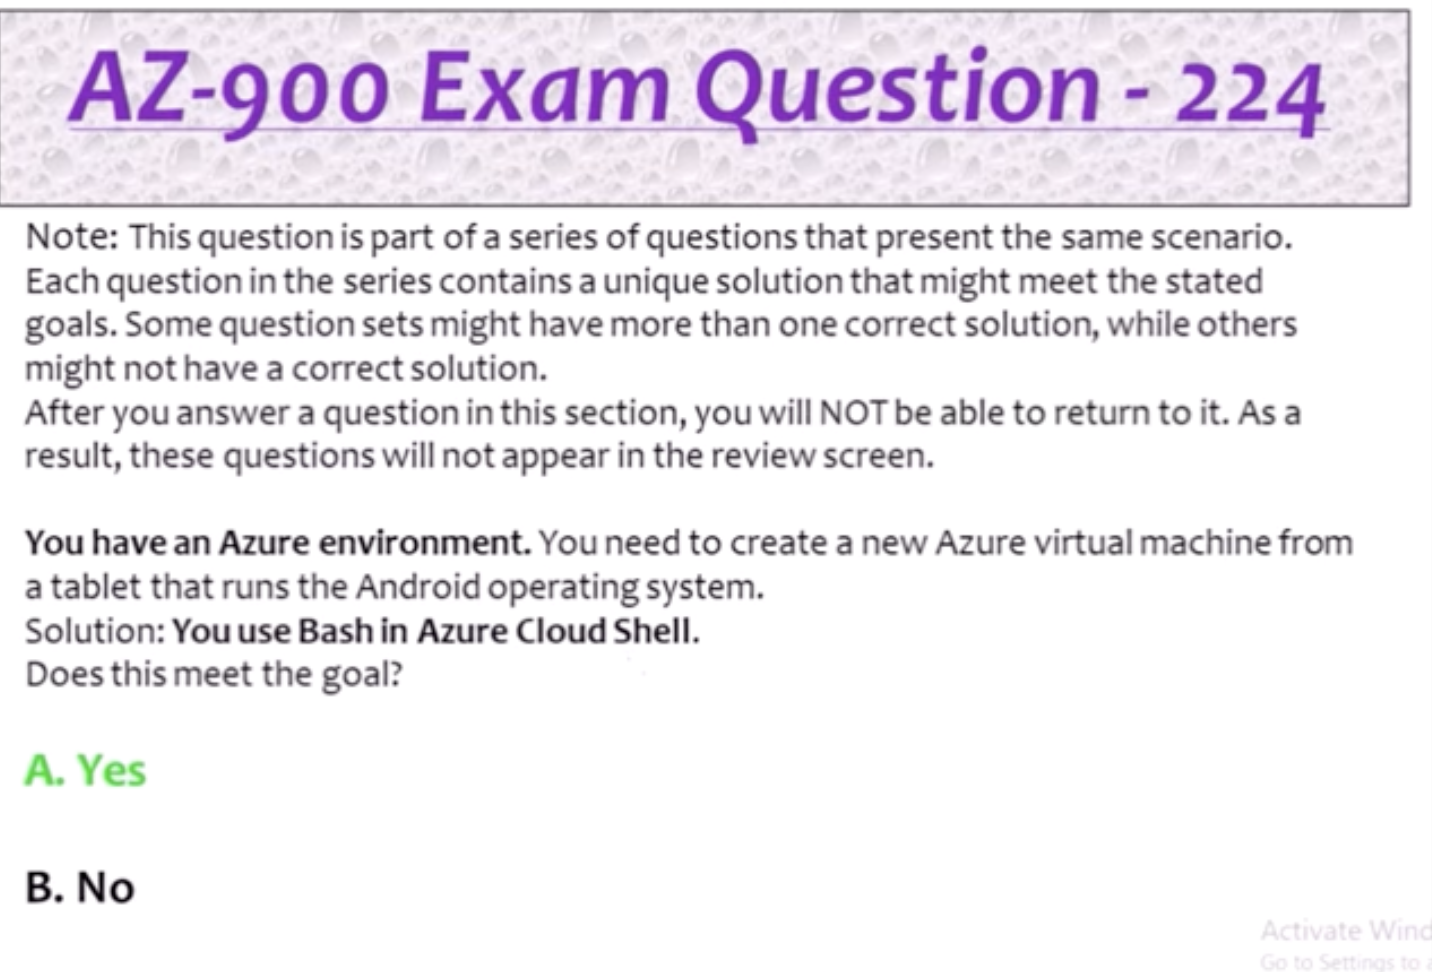 AZ-900 Exam Question - 224
Note: This question is part of a series of questions that present the same scenario.
Each question in the series contains a unique solution that might meet the stated
goals. Some question sets might have more than one correct solution, while others
might not have a correct solution.
After you answer a question in this section, you will NOT be able to return to it. As a
result, these questions will not appear in the review screen.
You have an Azure environment. You need to create a new Azure virtual machine from
a tablet that runs the Android operating system.
Solution: You use Bash in Azure Cloud Shell.
Does this meet the goal?
A. Yes
B. No
Activate Wind
Go to Settings to a